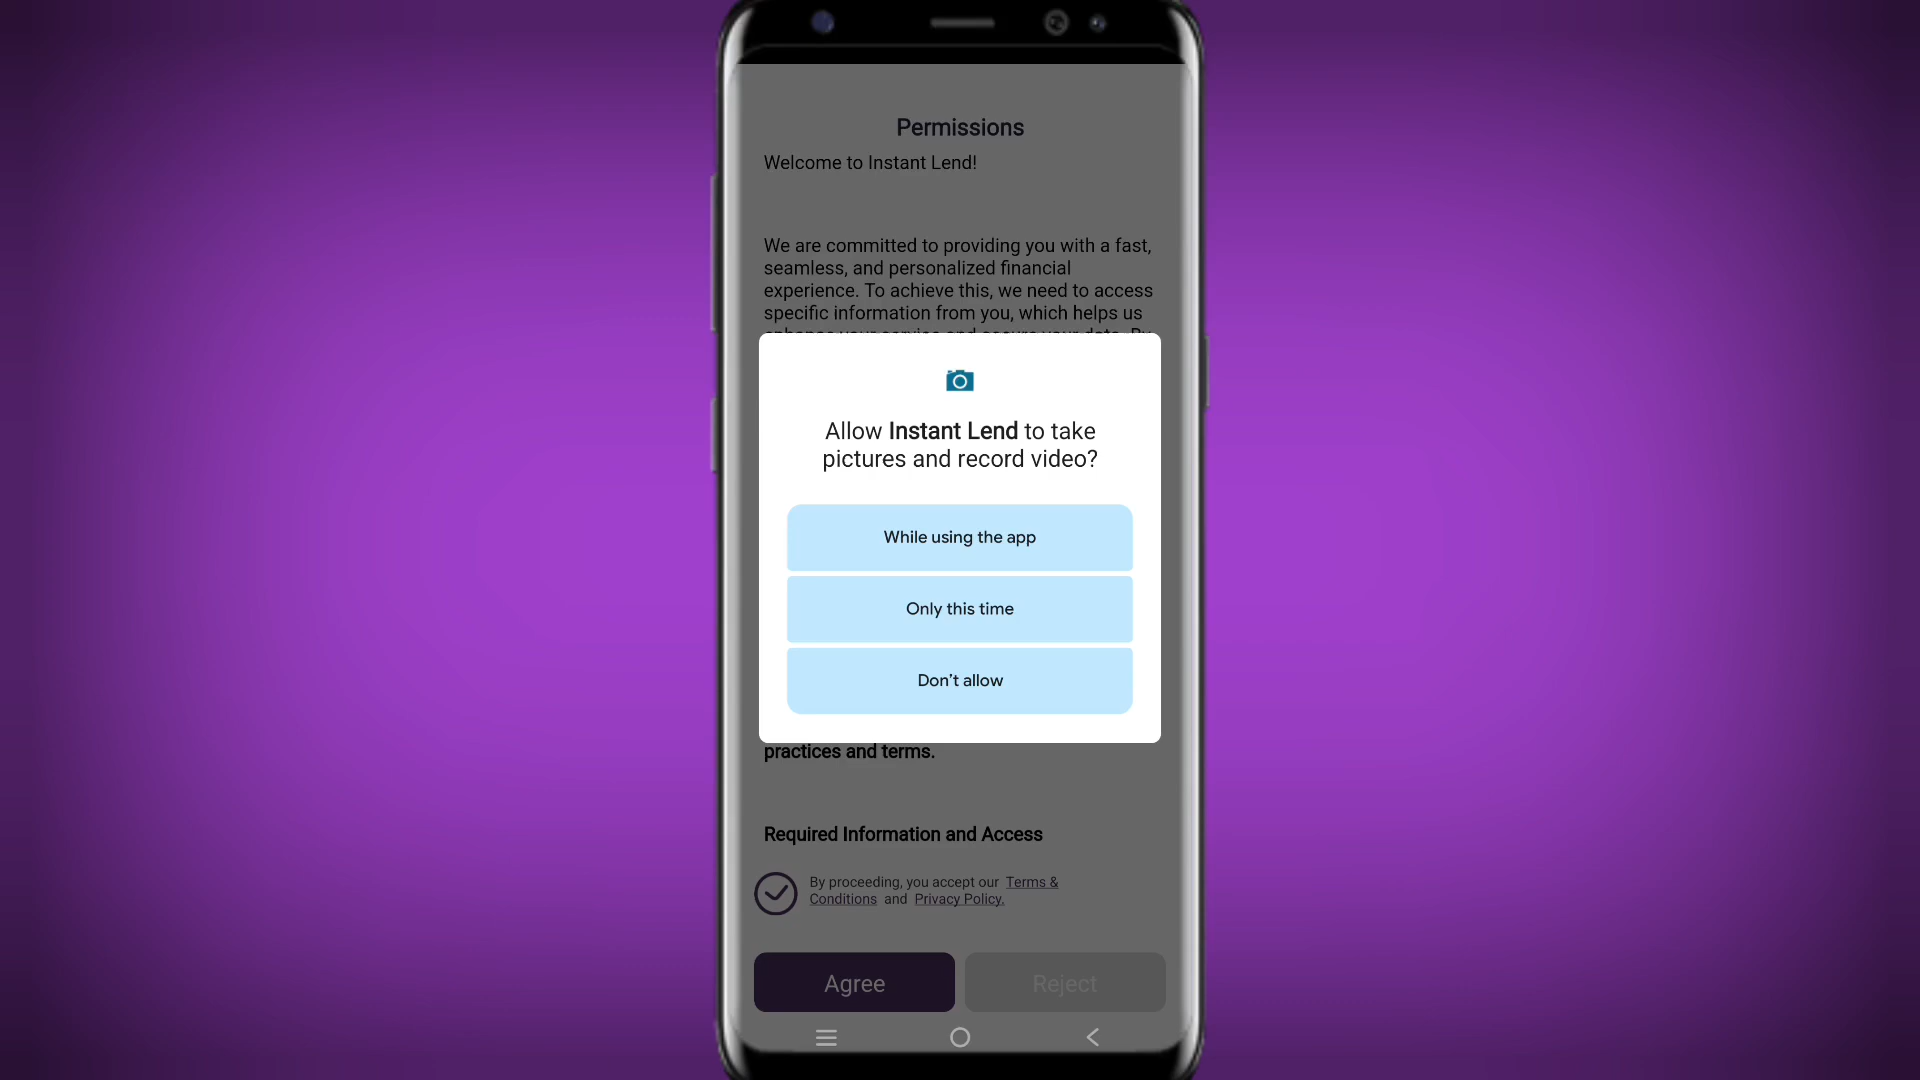 Permissions
Welcome to Instant Lend!
We are committed to providing you with a fast,
seamless, and personalized financial
experience. To achieve this, we need to access
specific information from you, which helps us
Allow Instant Lend to take
pictures and record video?
While using the app
Only this time
Don’t allow
practices and terms.
Required Information and Access
By proceeding, you accept our Terms &
Conditions and Privacy Policy.
Agree
Reject